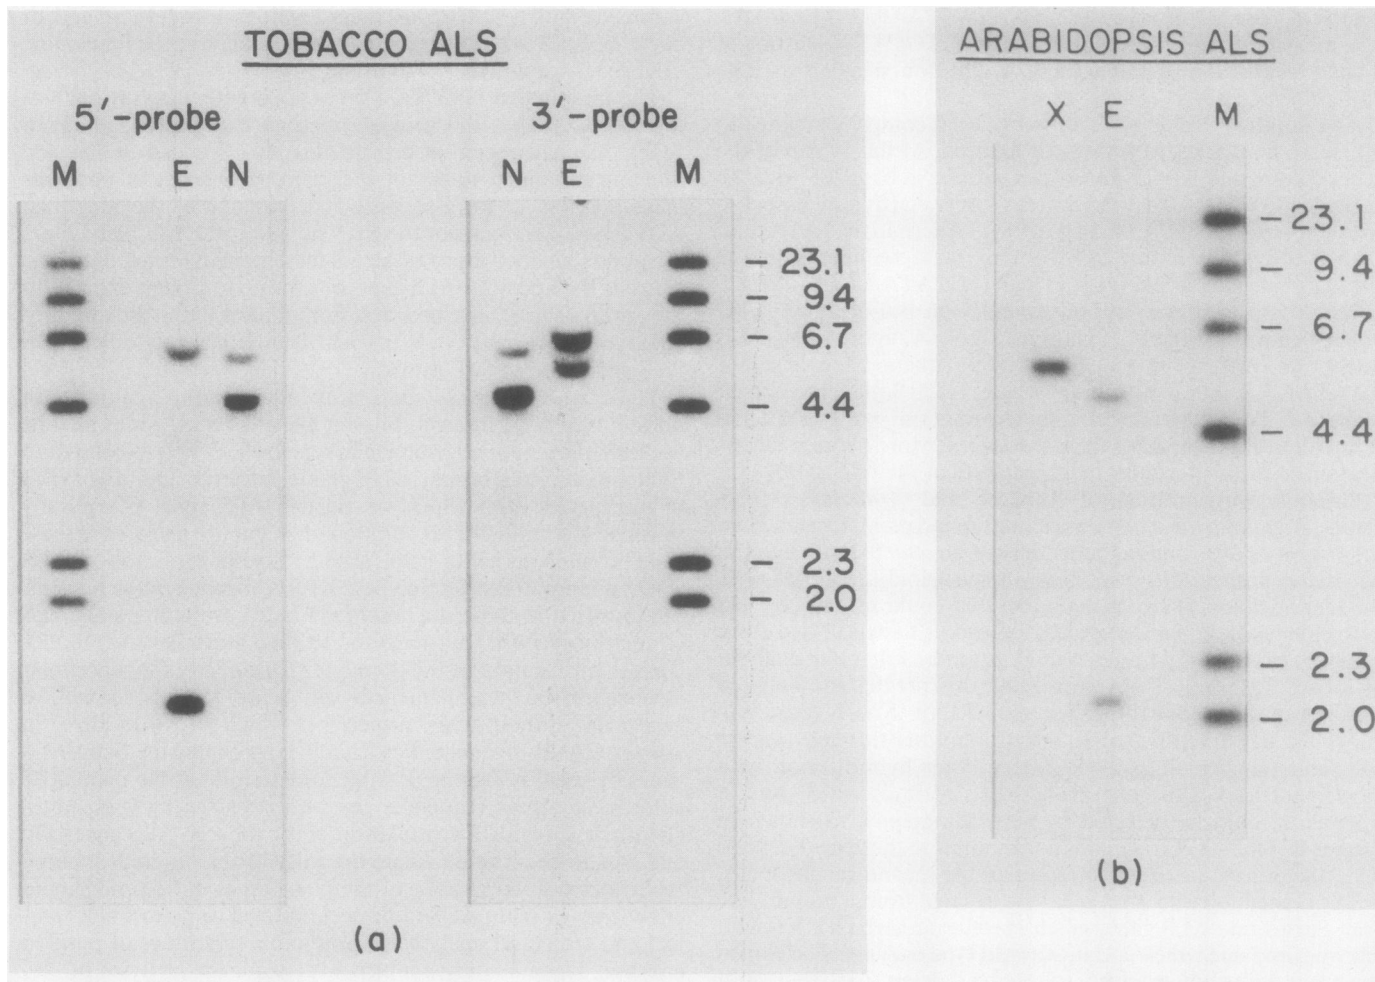 TOBACCO ALS
5′-probe
3′-probe
M E N
N E M
– 23.1
– 9.4
– 6.7
– 4.4
– 2.3
– 2.0
(a)
ARABIDOPSIS ALS
X E M
– 23.1
– 9.4
– 6.7
– 4.4
– 2.3
– 2.0
(b)